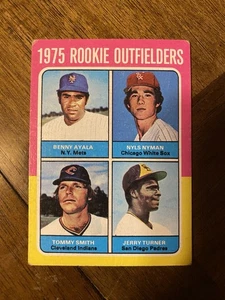 1975 ROOKIE OUTFIELDERS
BENNY AYALA
N.Y. Mets
NYLS NYMAN
Chicago White Sox
TOMMY SMITH
Cleveland Indians
JERRY TURNER
San Diego Padres